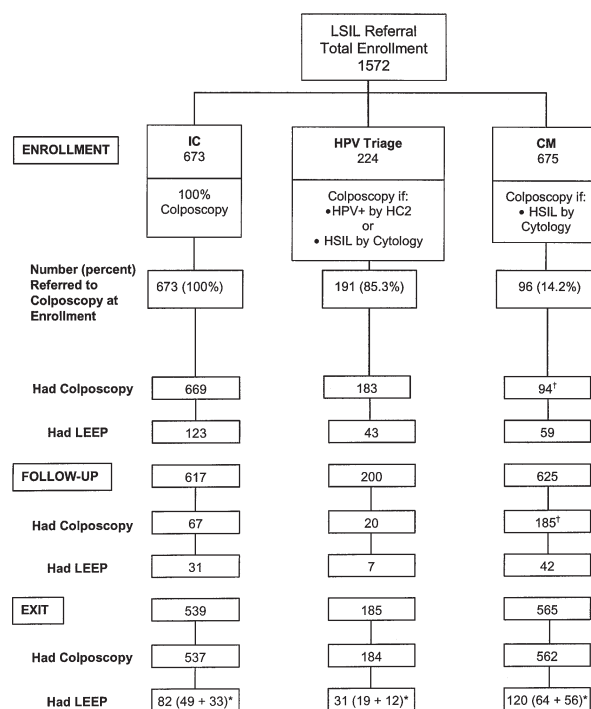 LSIL Referral
Total Enrollment
1572
ENROLLMENT
IC
673
100%
Colposcopy
HPV Triage
224
Colposcopy if:
•HPV+ by HC2
or
• HSIL by Cytology
CM
675
Colposcopy if:
• HSIL by
Cytology
Number (percent)
Referred to
Colposcopy at
Enrollment
673 (100%)
191 (85.3%)
96 (14.2%)
Had Colposcopy
669
183
94†
Had LEEP
123
43
59
FOLLOW-UP
617
200
625
Had Colposcopy
67
20
185†
Had LEEP
31
7
42
EXIT
539
185
565
Had Colposcopy
537
184
562
Had LEEP
82 (49 + 33)*
31 (19 + 12)*
120 (64 + 56)*